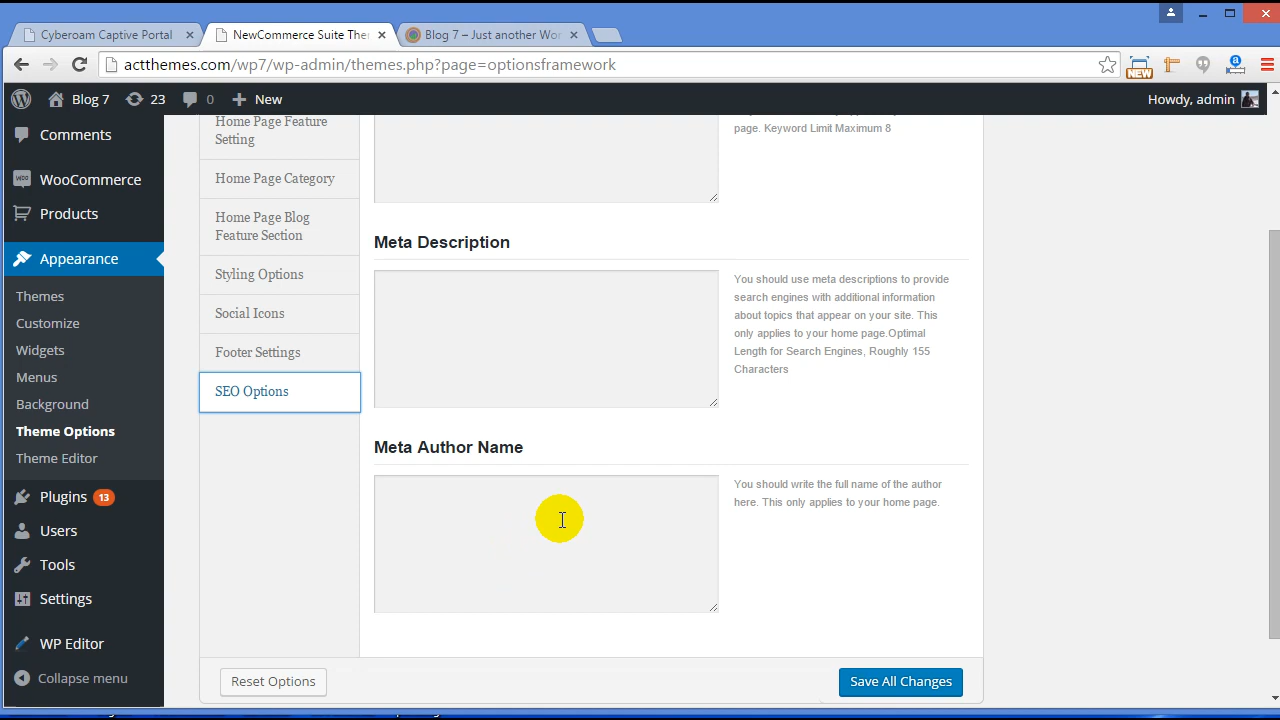 Cyberoam Captive Portal
NewCommerce Suite The
Blog 7 – Just another Wor
actthemes.com/wp7/wp-admin/themes.php?page=optionsframework
NEW
Blog 7
23
0
New
Howdy, admin
Comments
WooCommerce
Products
Appearance
Themes
Customize
Widgets
Menus
Background
Theme Options
Theme Editor
Plugins 13
Users
Tools
Settings
WP Editor
Collapse menu
Home Page Feature
Setting
Home Page Category
Home Page Blog
Feature Section
Styling Options
Social Icons
Footer Settings
SEO Options
page. Keyword Limit Maximum 8
Meta Description
You should use meta descriptions to provide
search engines with additional information
about topics that appear on your site. This
only applies to your home page.Optimal
Length for Search Engines, Roughly 155
Characters
Meta Author Name
You should write the full name of the author
here. This only applies to your home page.
Reset Options
Save All Changes